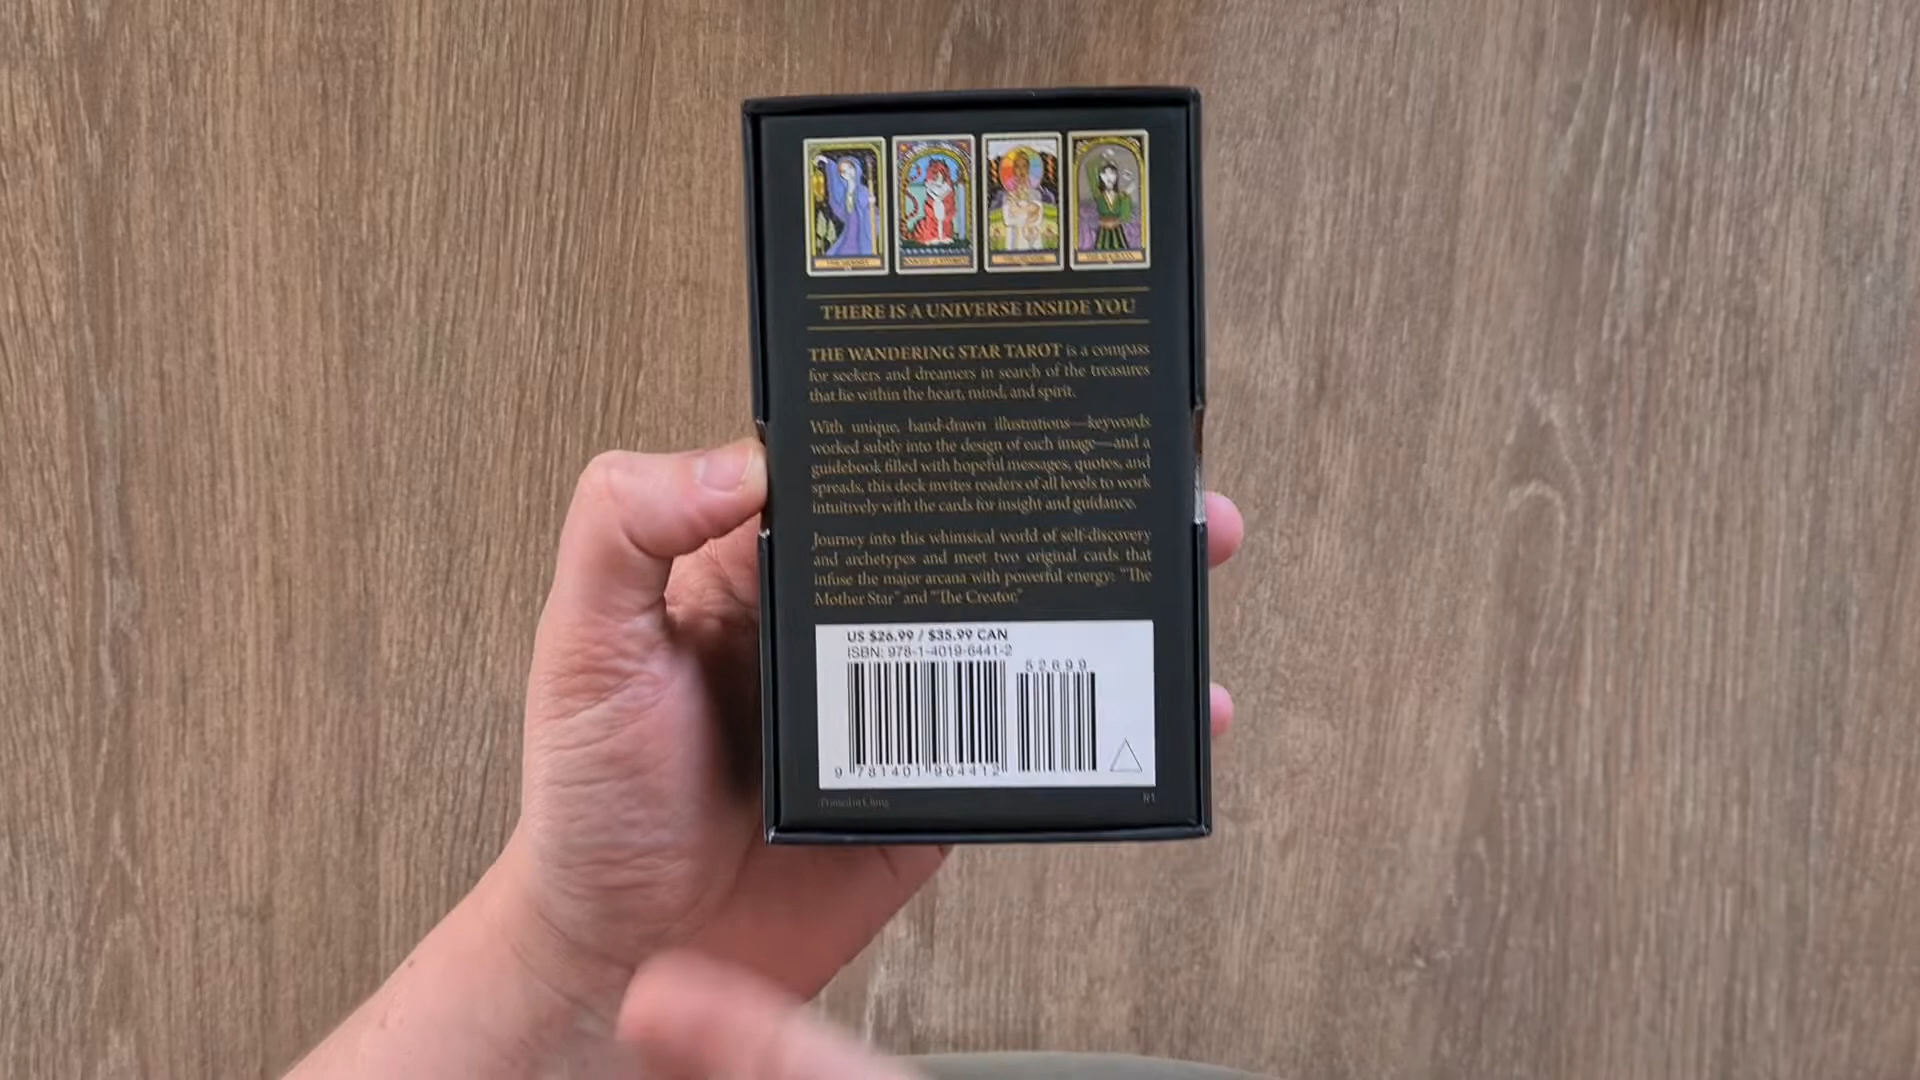 THERE IS A UNIVERSE INSIDE YOU
THE WANDERING STAR TAROT is a compass
for seekers and dreamers in search of the treasures
that lie within the heart, mind, and spirit.
With unique, hand-drawn illustrations—keywords
worked subtly into the design of each image—and a
guidebook filled with hopeful messages, quotes, and
spreads, this deck invites readers of all levels to work
intuitively with the cards for insight and guidance.
Journey into this whimsical world of self-discovery
and archetypes and meet two original cards that
infuse the major arcana with powerful energy: "The
Mother Star" and "The Creator."
US $26.99 / $35.99 CAN
ISBN: 978-1-4019-6441-2
52699
9 781401 964412
Printed in China